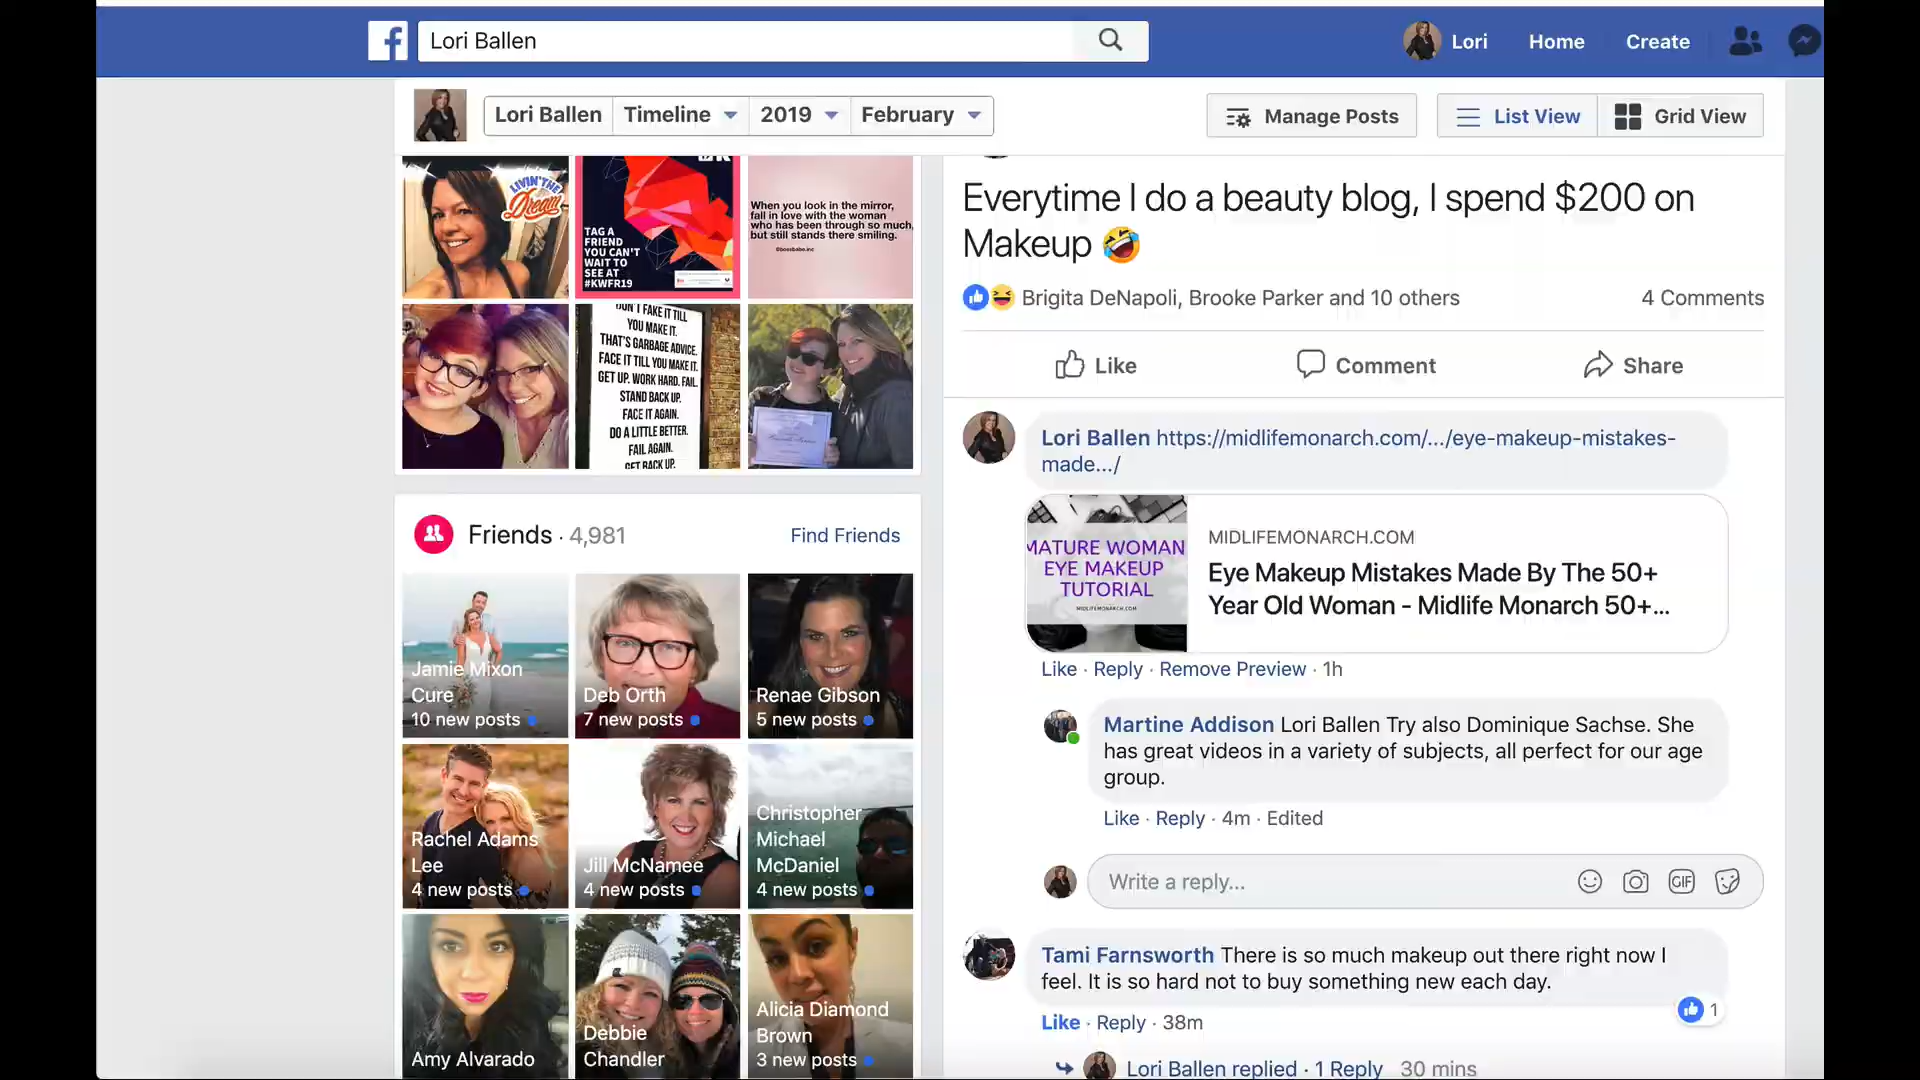 Lori Ballen
Lori
Home
Create
Lori Ballen
Timeline
2019
February
Manage Posts
List View
Grid View
LIVIN' THE
Dream
TAG A
FRIEND
YOU CAN'T
WAIT TO
SEE AT
#KWFR19
When you look in the mirror,
fall in love with the woman
who has been through so much,
but still stands there smiling.
@bossbabe.inc
DON'T FAKE IT TILL
YOU MAKE IT.
THAT'S GARBAGE ADVICE.
FACE IT TILL YOU MAKE IT.
GET UP. WORK HARD. FAIL.
STAND BACK UP.
FACE IT AGAIN.
DO A LITTLE BETTER.
FAIL AGAIN.
GET BACK UP.
Friends · 4,981
Find Friends
Jamie Mixon
Cure
10 new posts
Deb Orth
7 new posts
Renae Gibson
5 new posts
Rachel Adams
Lee
4 new posts
Jill McNamee
4 new posts
Christopher
Michael
McDaniel
4 new posts
Amy Alvarado
Debbie
Chandler
Alicia Diamond
Brown
3 new posts
Everytime I do a beauty blog, I spend $200 on
Makeup 🤣
Brigita DeNapoli, Brooke Parker and 10 others
4 Comments
Like
Comment
Share
Lori Ballen https://midlifemonarch.com/.../eye-makeup-mistakes-
made.../
MATURE WOMAN
EYE MAKEUP
TUTORIAL
MIDLIFEMONARCH.COM
MIDLIFEMONARCH.COM
Eye Makeup Mistakes Made By The 50+
Year Old Woman - Midlife Monarch 50+...
Like · Reply · Remove Preview · 1h
Martine Addison Lori Ballen Try also Dominique Sachse. She
has great videos in a variety of subjects, all perfect for our age
group.
Like · Reply · 4m · Edited
Write a reply...
GIF
Tami Farnsworth There is so much makeup out there right now I
feel. It is so hard not to buy something new each day.
1
Like · Reply · 38m
Lori Ballen replied · 1 Reply 30 mins